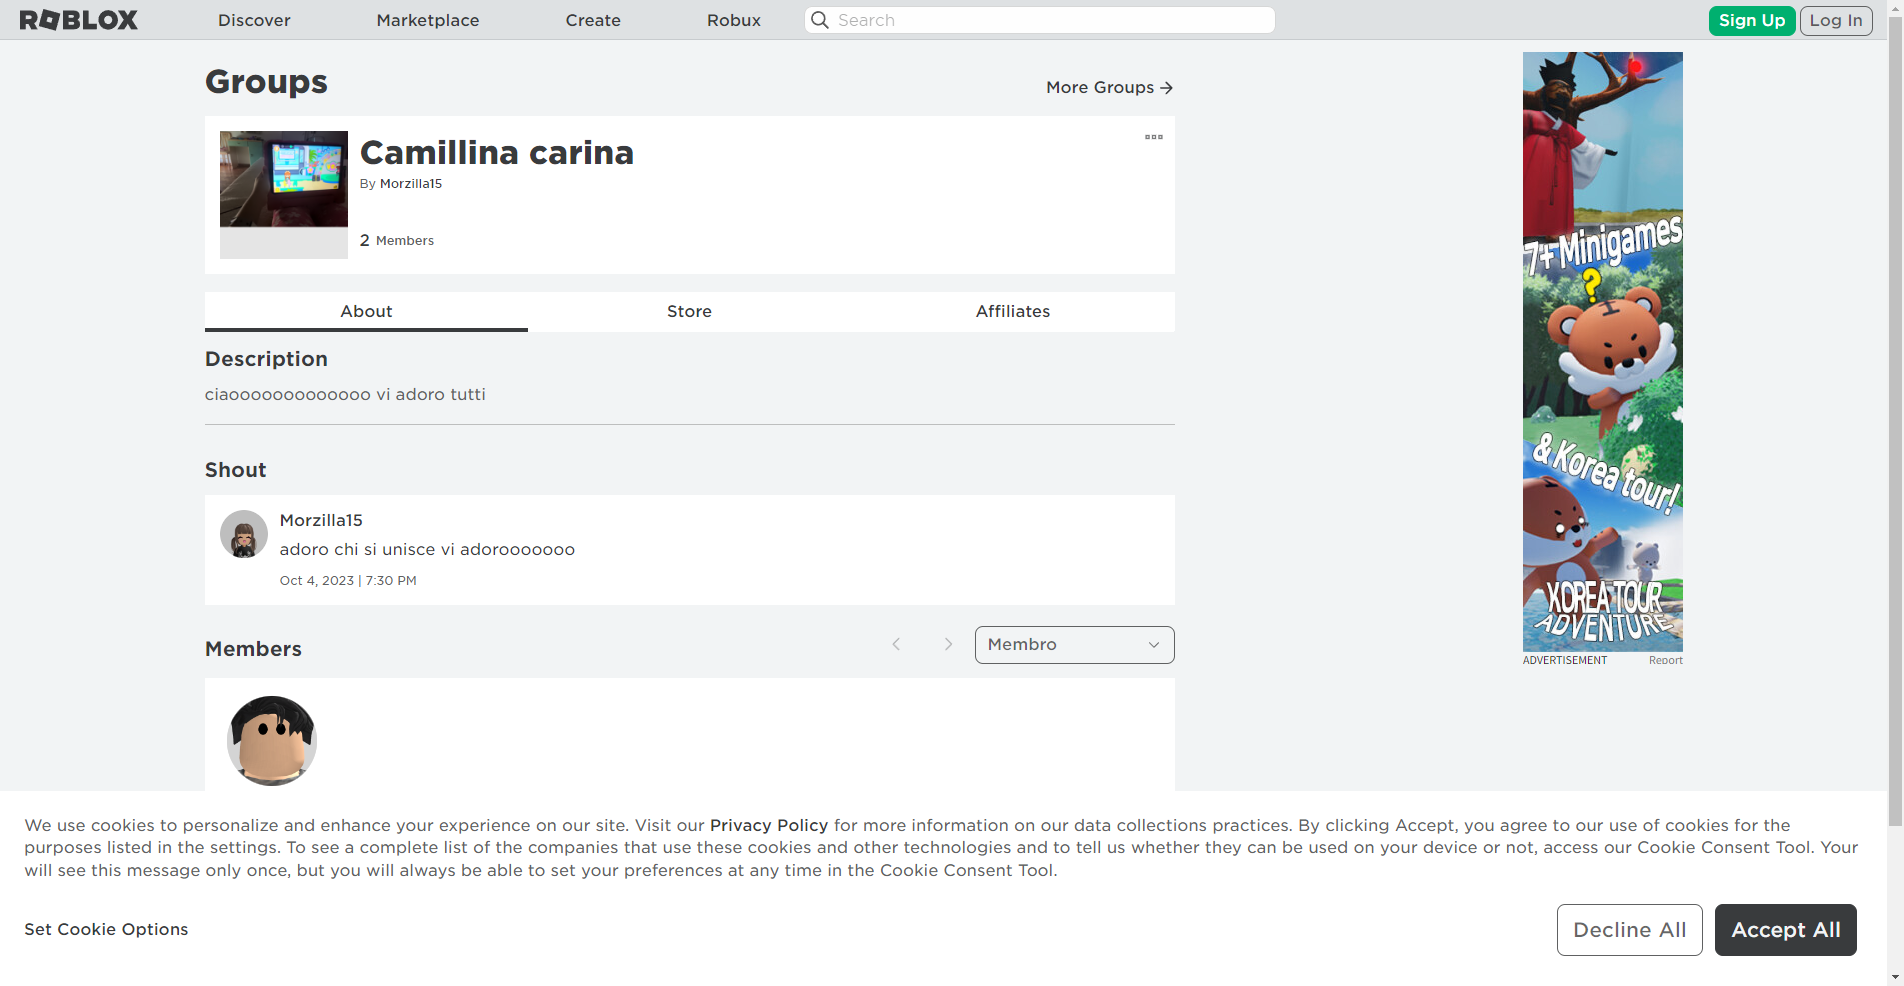 ROBLOX
Discover
Marketplace
Create
Robux
Search
Sign Up
Log In
Groups
More Groups →
Camillina carina
By Morzilla15
2 Members
About
Store
Affiliates
Description
ciaooooooooooooo vi adoro tutti
Shout
Morzilla15
adoro chi si unisce vi adorooooooo
Oct 4, 2023 | 7:30 PM
Members
Membro
7+ Minigames
?
& Korea tour!
KOREA TOUR
ADVENTURE
ADVERTISEMENT
Report
We use cookies to personalize and enhance your experience on our site. Visit our Privacy Policy for more information on our data collections practices. By clicking Accept, you agree to our use of cookies for the
purposes listed in the settings. To see a complete list of the companies that use these cookies and other technologies and to tell us whether they can be used on your device or not, access our Cookie Consent Tool. Your
will see this message only once, but you will always be able to set your preferences at any time in the Cookie Consent Tool.
Set Cookie Options
Decline All
Accept All